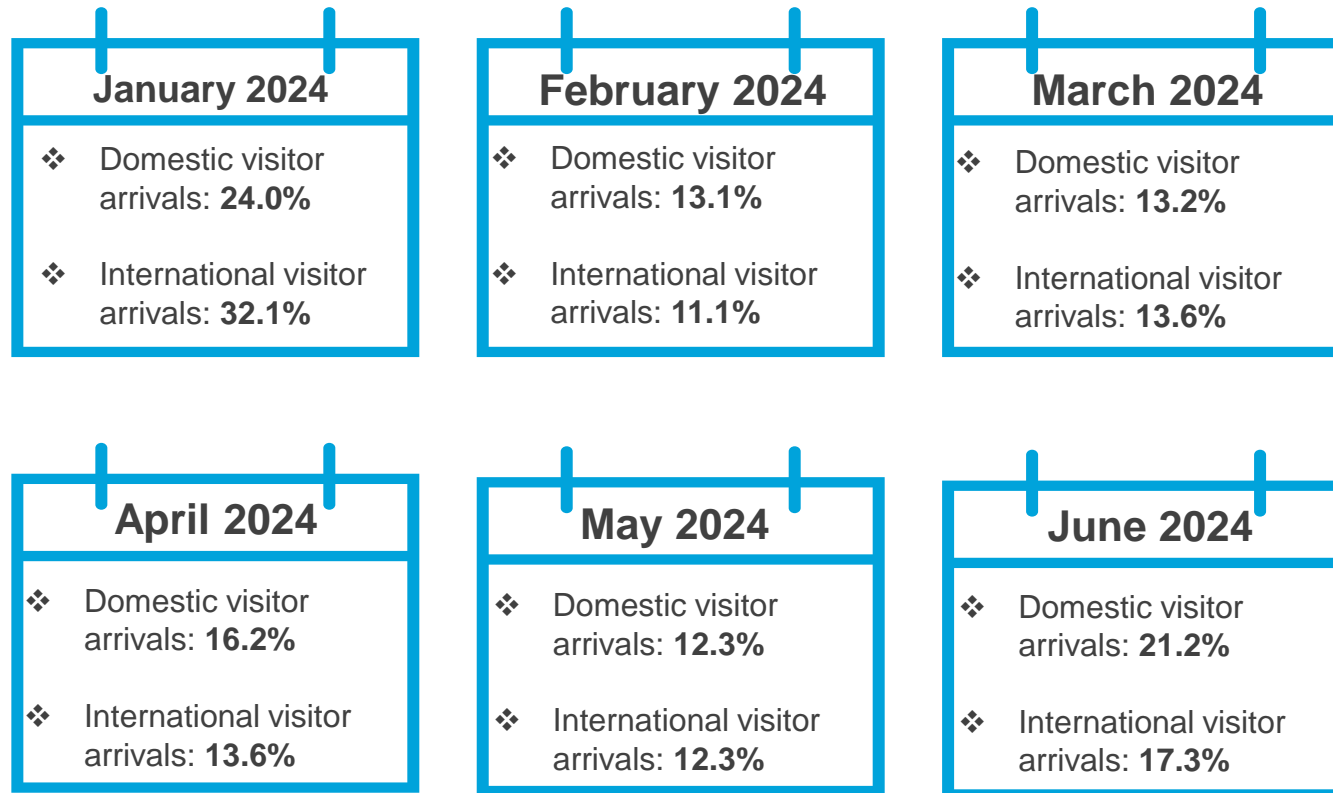 January 2024
Domestic visitor
arrivals: 24.0%
International visitor
arrivals: 32.1%
February 2024
Domestic visitor
arrivals: 13.1%
International visitor
arrivals: 11.1%
March 2024
Domestic visitor
arrivals: 13.2%
International visitor
arrivals: 13.6%
April 2024
Domestic visitor
arrivals: 16.2%
International visitor
arrivals: 13.6%
May 2024
Domestic visitor
arrivals: 12.3%
International visitor
arrivals: 12.3%
June 2024
Domestic visitor
arrivals: 21.2%
International visitor
arrivals: 17.3%